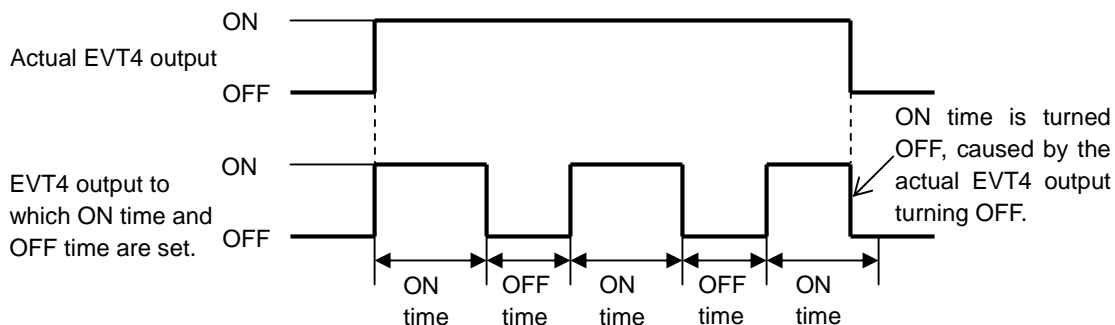 ON
Actual EVT4 output
OFF
ON time is turned
OFF, caused by the
actual EVT4 output
turning OFF.
ON
EVT4 output to
which ON time and
OFF time are set.
OFF
ON
time
OFF
time
ON
time
OFF
time
ON
time